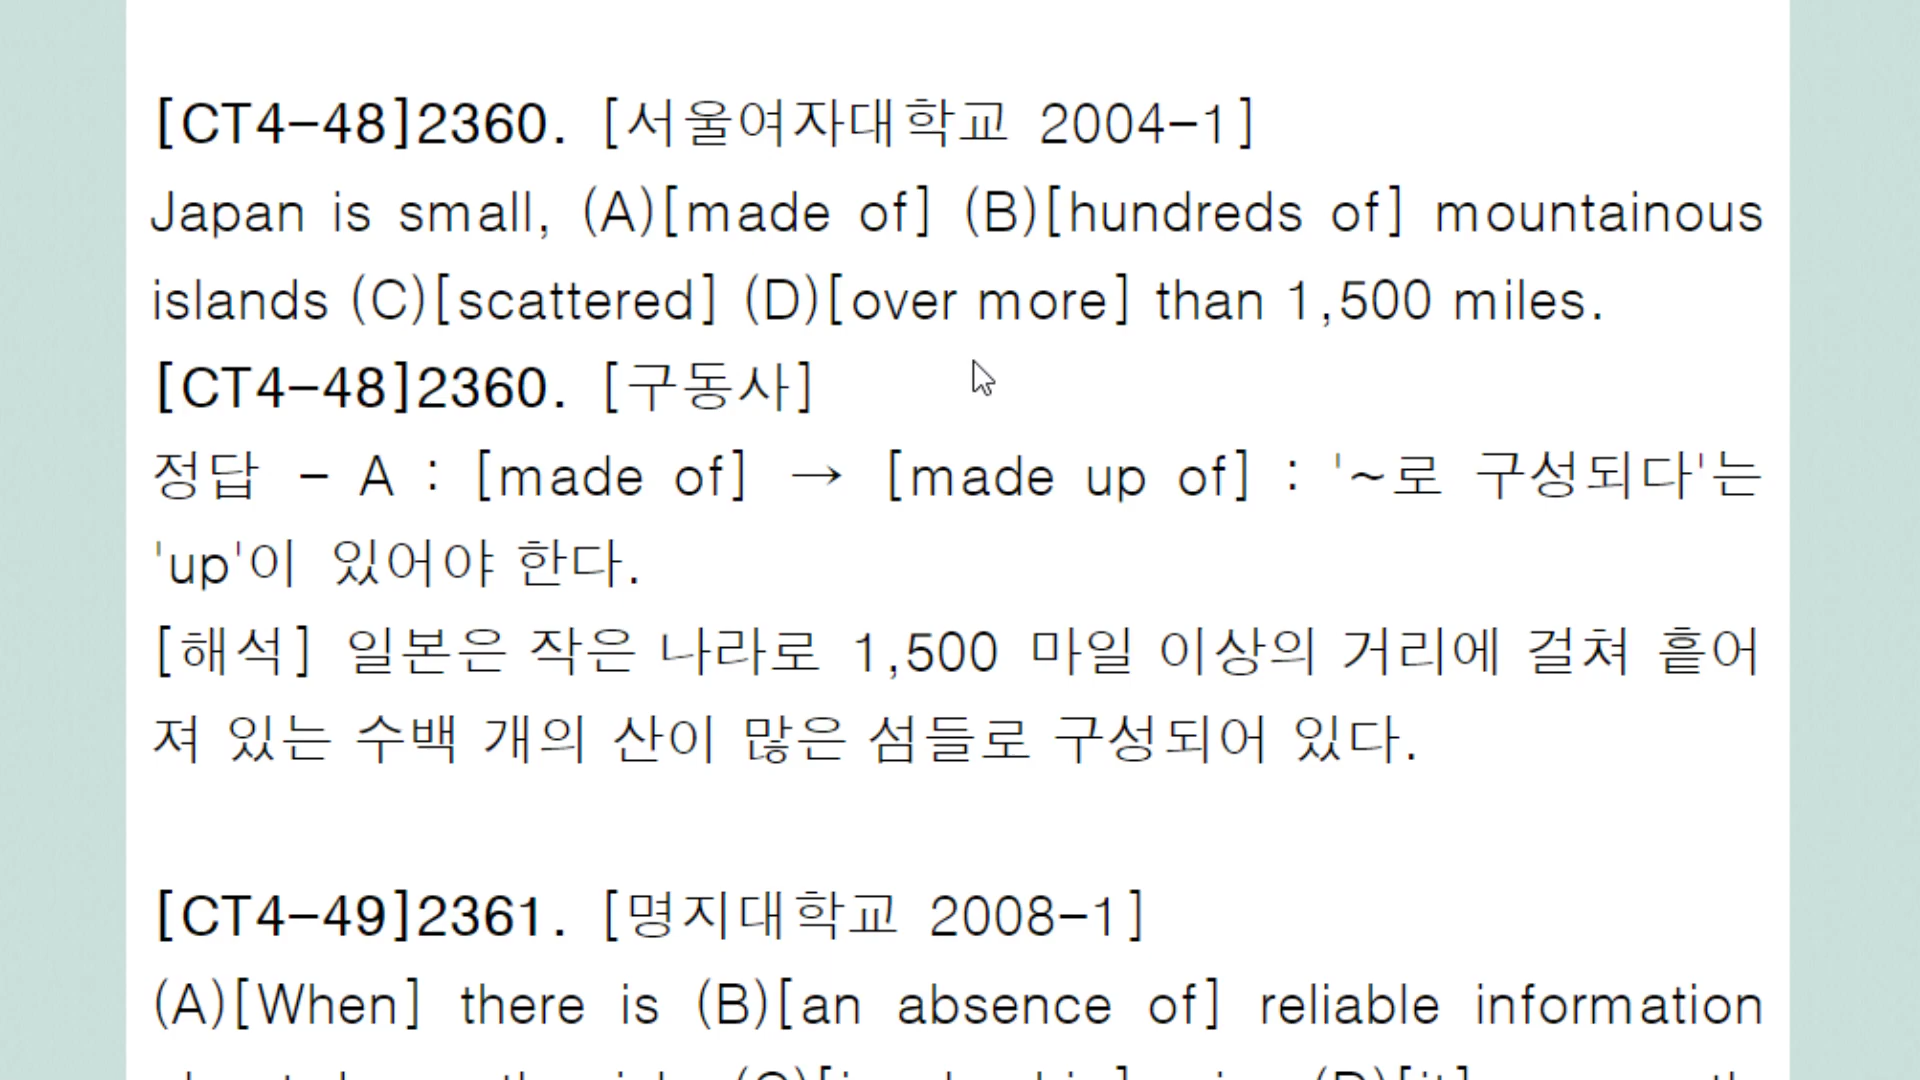 [CT4-48]2360. [서울여자대학교 2004-1]
Japan is small, (A)[made of] (B)[hundreds of] mountainous
islands (C)[scattered] (D)[over more] than 1,500 miles.
[CT4-48]2360. [구동사]
정답 - A : [made of] → [made up of] : '~로 구성되다'는
'up'이 있어야 한다.
[해석] 일본은 작은 나라로 1,500 마일 이상의 거리에 걸쳐 흩어
져 있는 수백 개의 산이 많은 섬들로 구성되어 있다.
[CT4-49]2361. [명지대학교 2008-1]
(A)[When] there is (B)[an absence of] reliable information